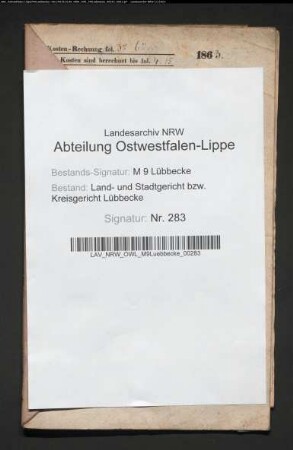 Kosten-Rechnung fol.
186
Kosten sind berechnet bis fol.
Landesarchiv NRW
Abteilung Ostwestfalen-Lippe
Bestands-Signatur: M 9 Lübbecke
Bestand: Land- und Stadtgericht bzw.
Kreisgericht Lübbecke
Signatur: Nr. 283
LAV_NRW_OWL_M9Luebbecke_00283